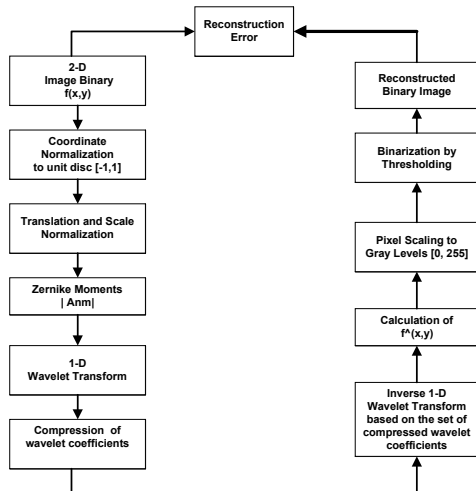 Reconstruction
Error
2-D
Image Binary
f(x,y)
Coordinate
Normalization
to unit disc [-1,1]
Translation and Scale
Normalization
Zernike Moments
| Anm|
1-D
Wavelet Transform
Compression of
wavelet coefficients
Reconstructed
Binary Image
Binarization by
Thresholding
Pixel Scaling to
Gray Levels [0, 255]
Calculation of
f^(x,y)
Inverse 1-D
Wavelet Transform
based on the set of
compressed wavelet
coefficients